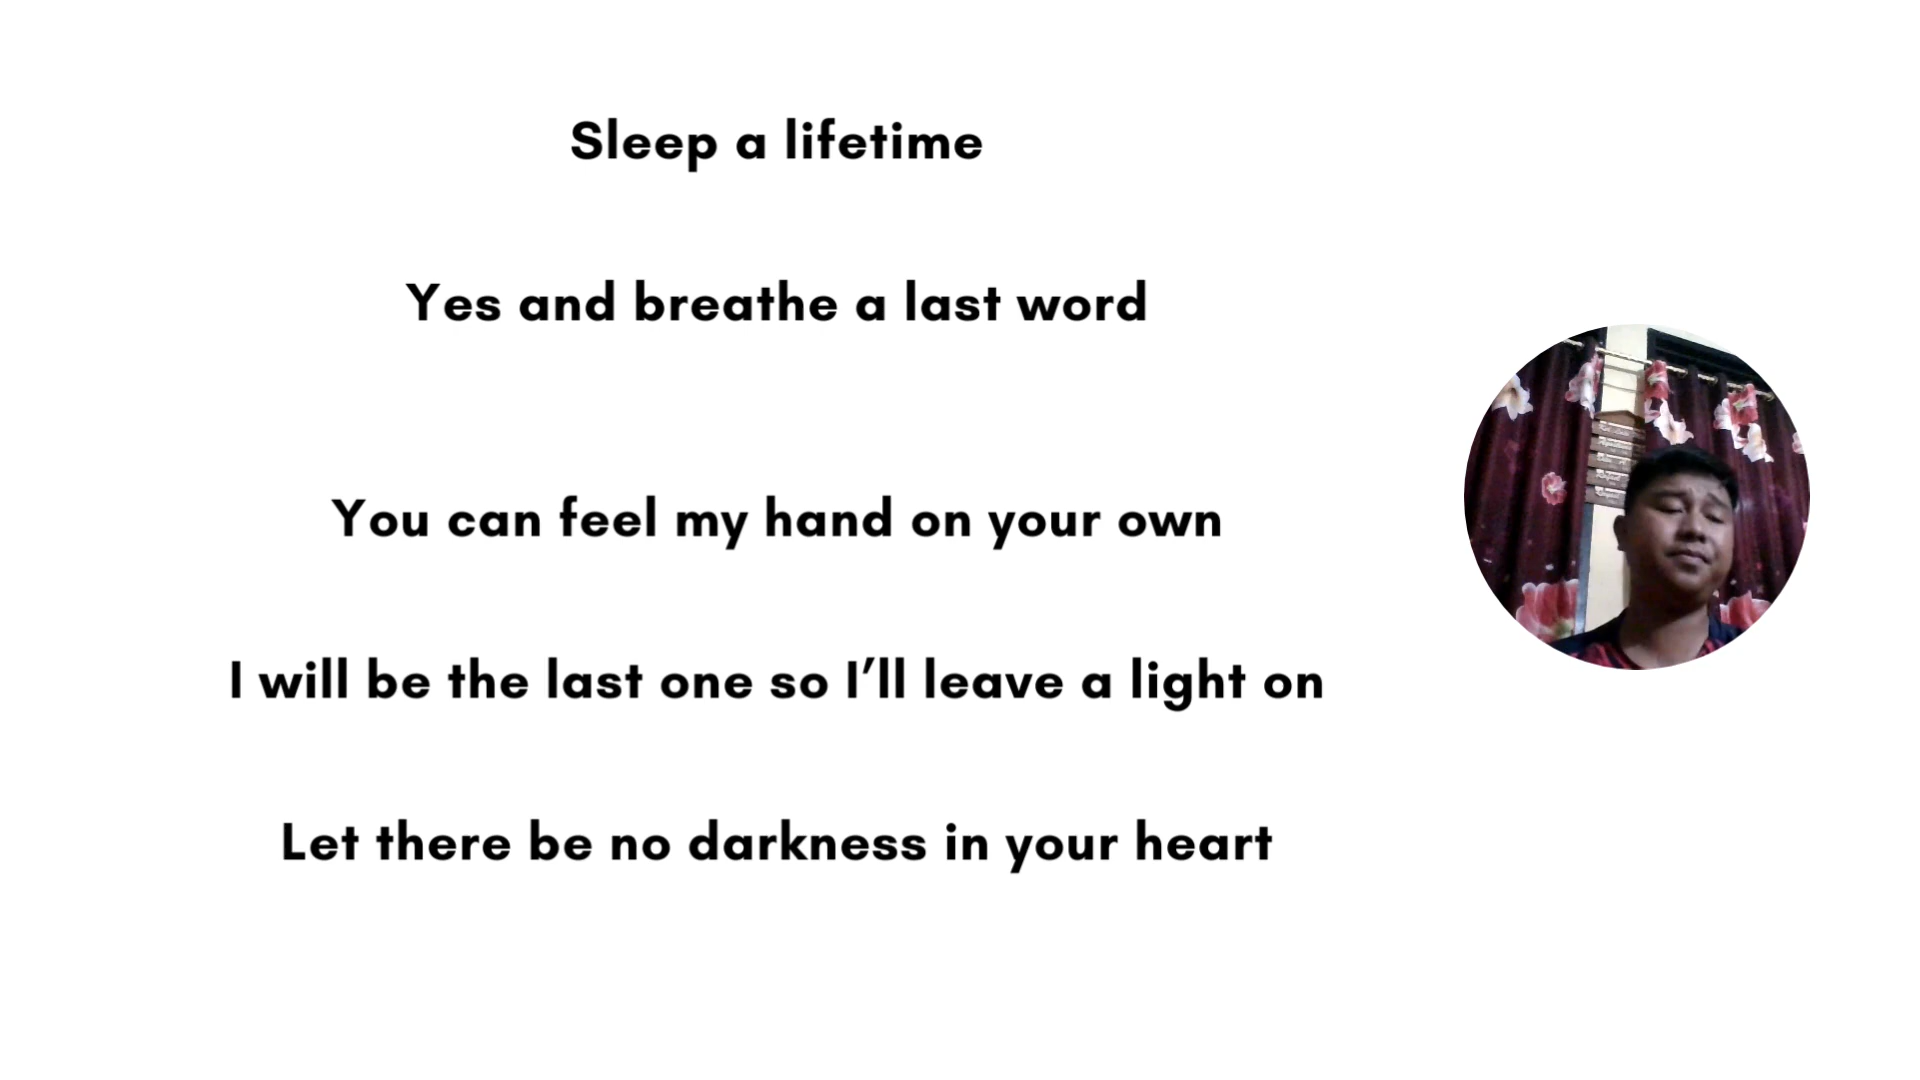 Sleep a lifetime
Yes and breathe a last word
You can feel my hand on your own
I will be the last one so I’ll leave a light on
Let there be no darkness in your heart